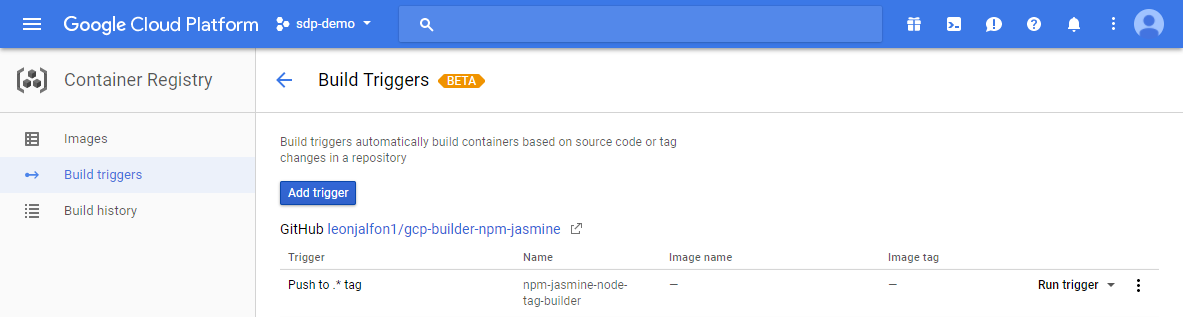 Google Cloud Platform sdp-demo
Container Registry
Build Triggers BETA
Images
Build triggers
Build history
Build triggers automatically build containers based on source code or tag
changes in a repository
Add trigger
GitHub leonjalfon1/gcp-builder-npm-jasmine
Trigger Name Image name Image tag
Push to .* tag npm-jasmine-node- — — Run trigger
tag-builder